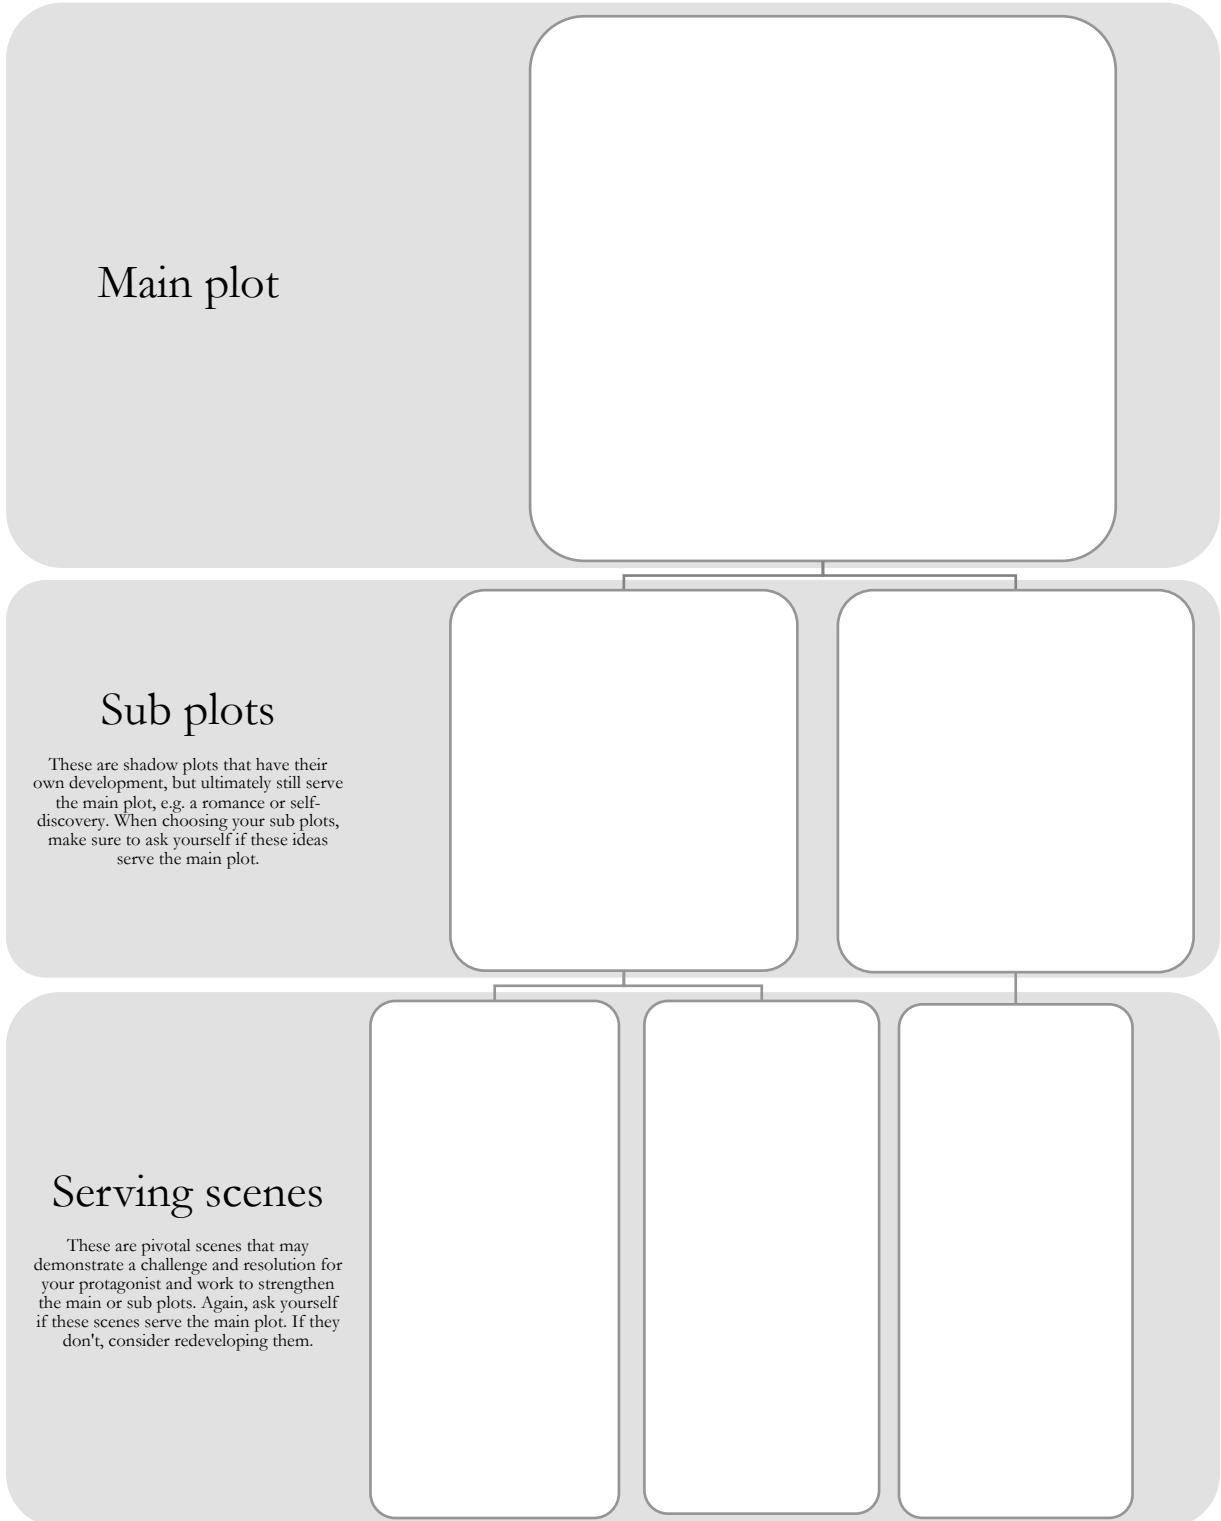 Main plot
Sub plots
These are shadow plots that have their
own development, but ultimately still serve
the main plot, e.g. a romance or self-
discovery. When choosing your sub plots,
make sure to ask yourself if these ideas
serve the main plot.
Serving scenes
These are pivotal scenes that may
demonstrate a challenge and resolution for
your protagonist and work to strengthen
the main or sub plots. Again, ask yourself
if these scenes serve the main plot. If they
don't, consider redeveloping them.